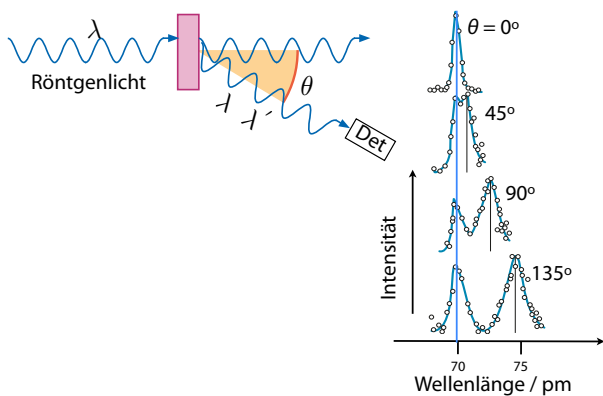 λ
Röntgenlicht
λ λ′
θ
Det
θ = 0°
45°
90°
135°
Intensität
70 75
Wellenlänge / pm